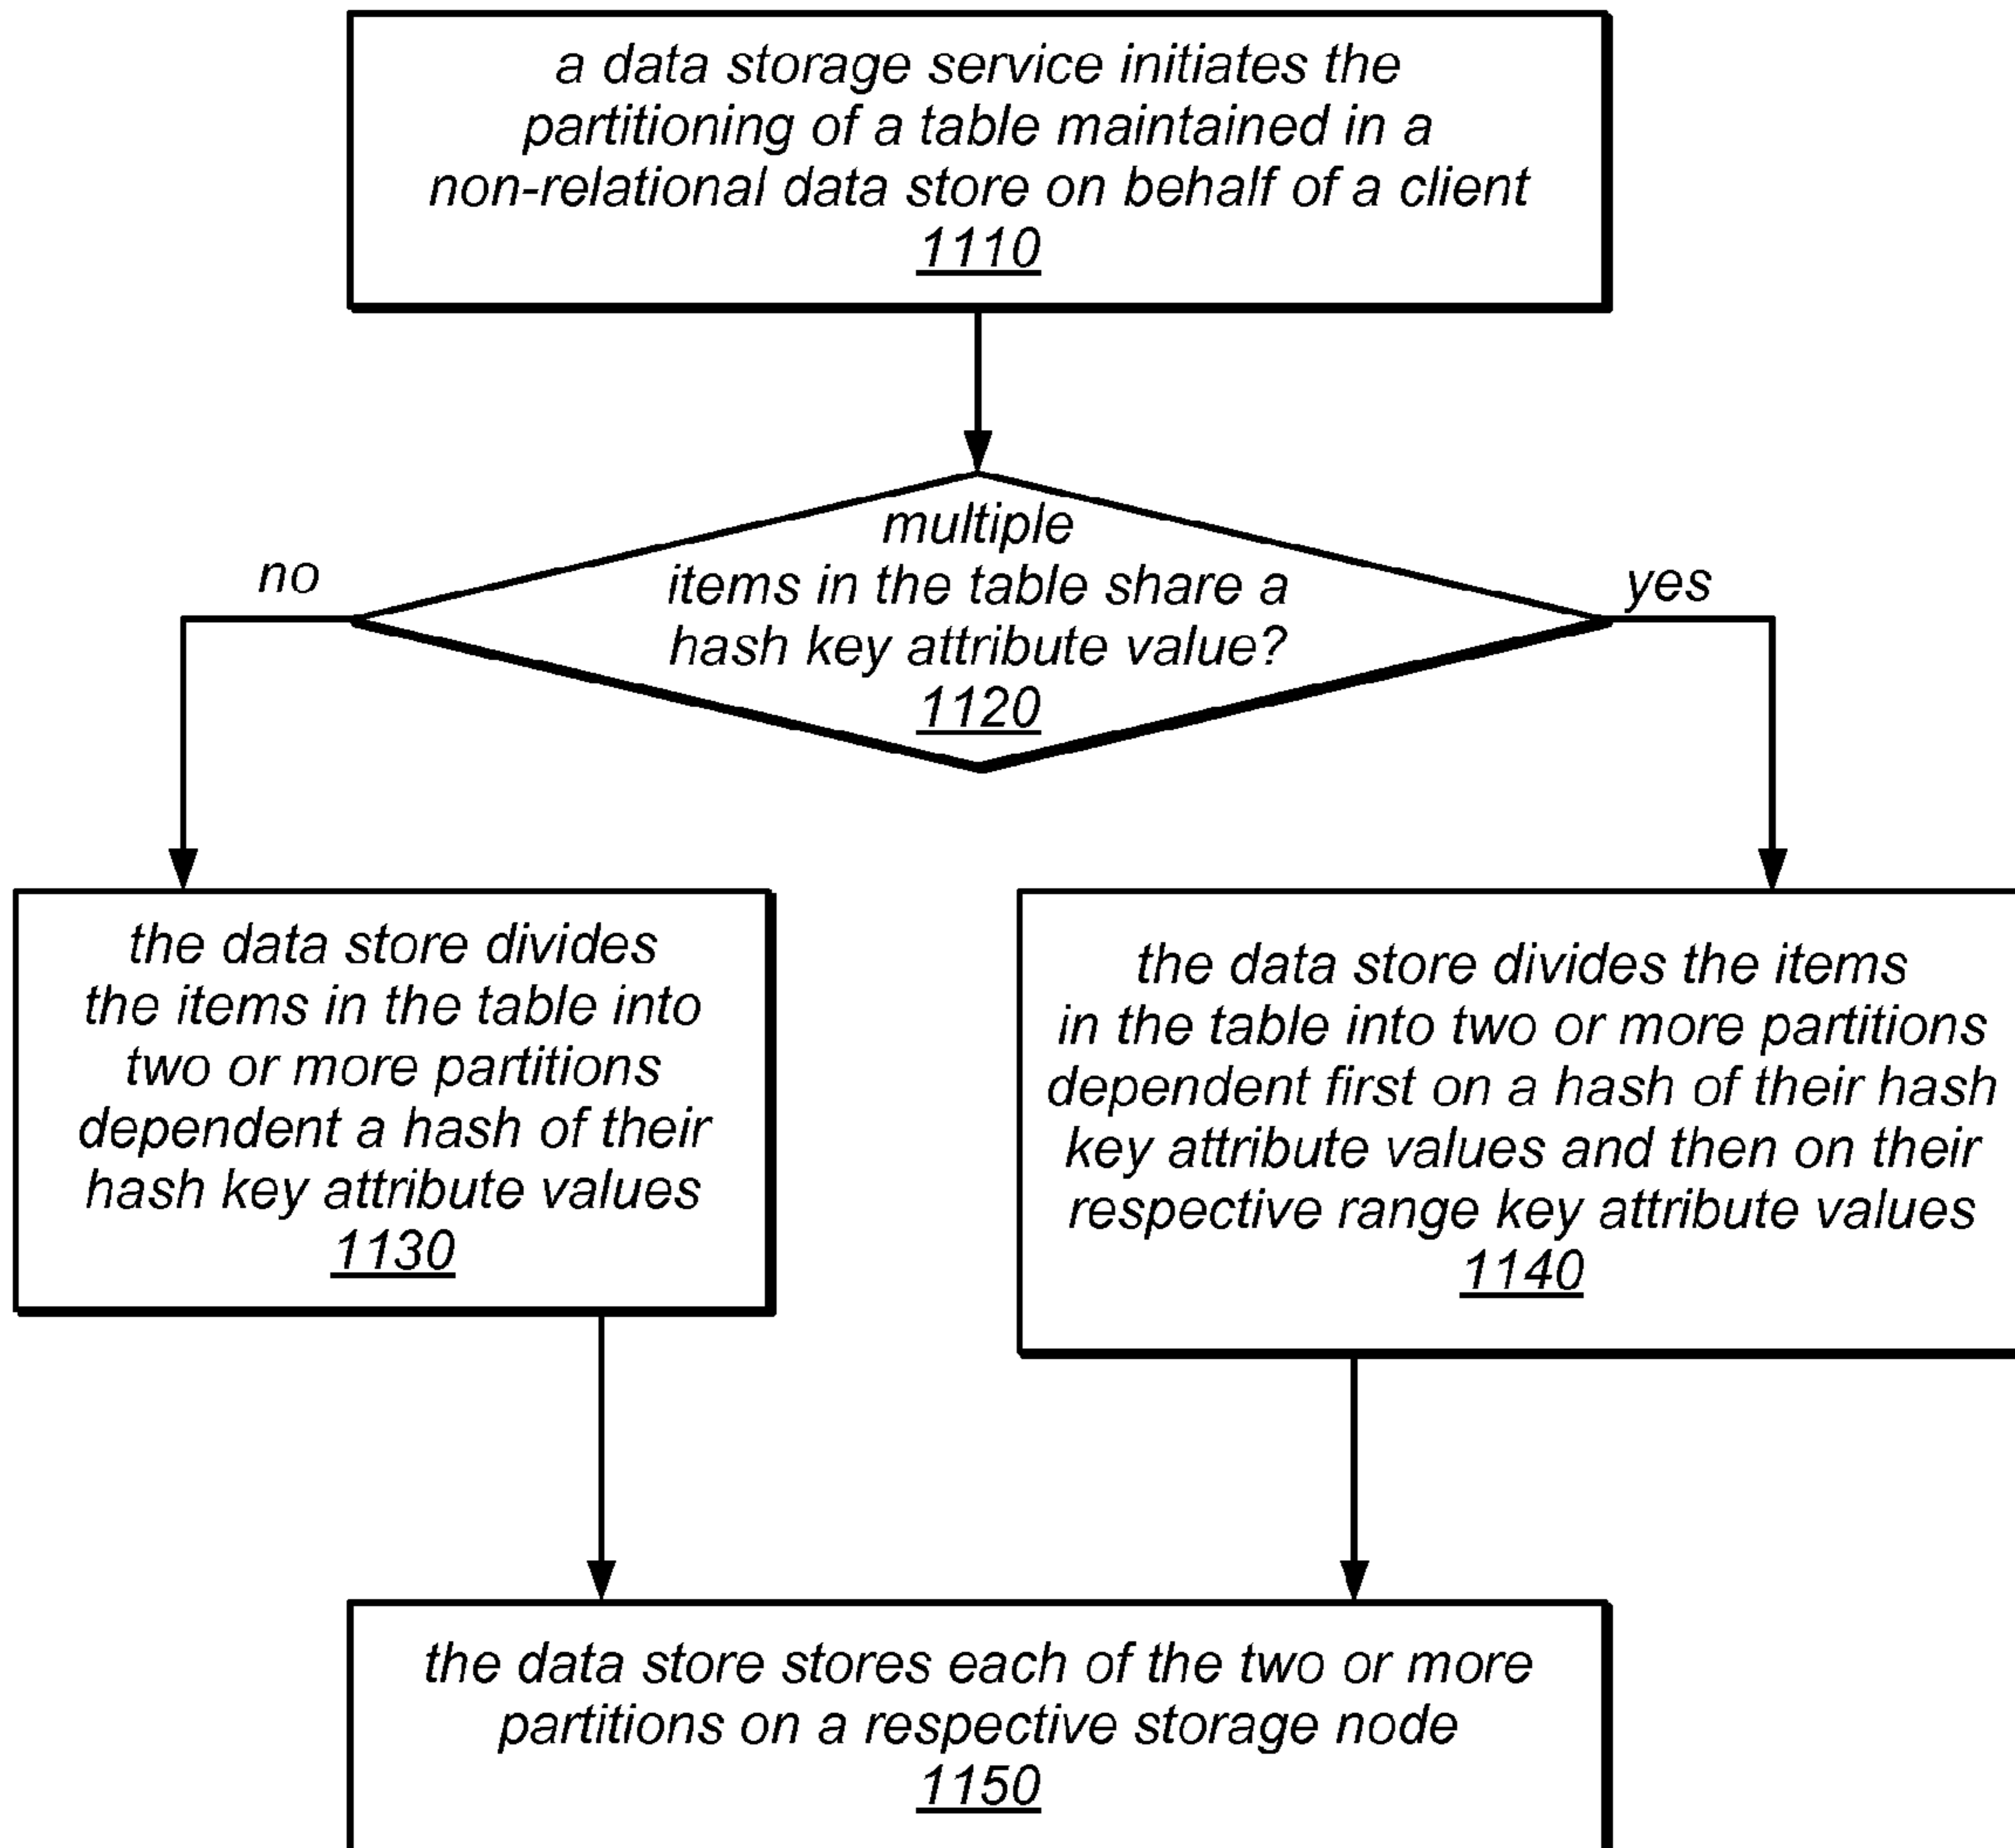 a data storage service initiates the
partitioning of a table maintained in a
non-relational data store on behalf of a client
1110
multiple
items in the table share a
hash key attribute value?
1120
no
yes
the data store divides
the items in the table into
two or more partitions
dependent a hash of their
hash key attribute values
1130
the data store divides the items
in the table into two or more partitions
dependent first on a hash of their hash
key attribute values and then on their
respective range key attribute values
1140
the data store stores each of the two or more
partitions on a respective storage node
1150